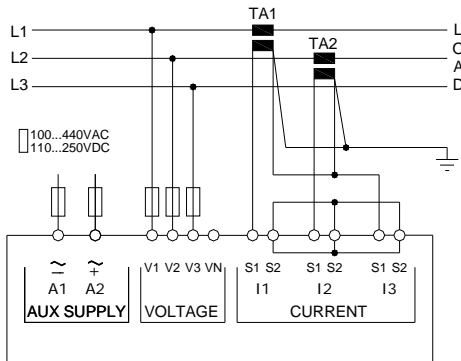 TA1
L1
L
TA2
L2
O
A
L3
D
100...440VAC
110...250VDC
V1 V2 V3 VN
S1 S2 S1 S2 S1 S2
A1 A2
I1 I2 I3
AUX SUPPLY
VOLTAGE
CURRENT